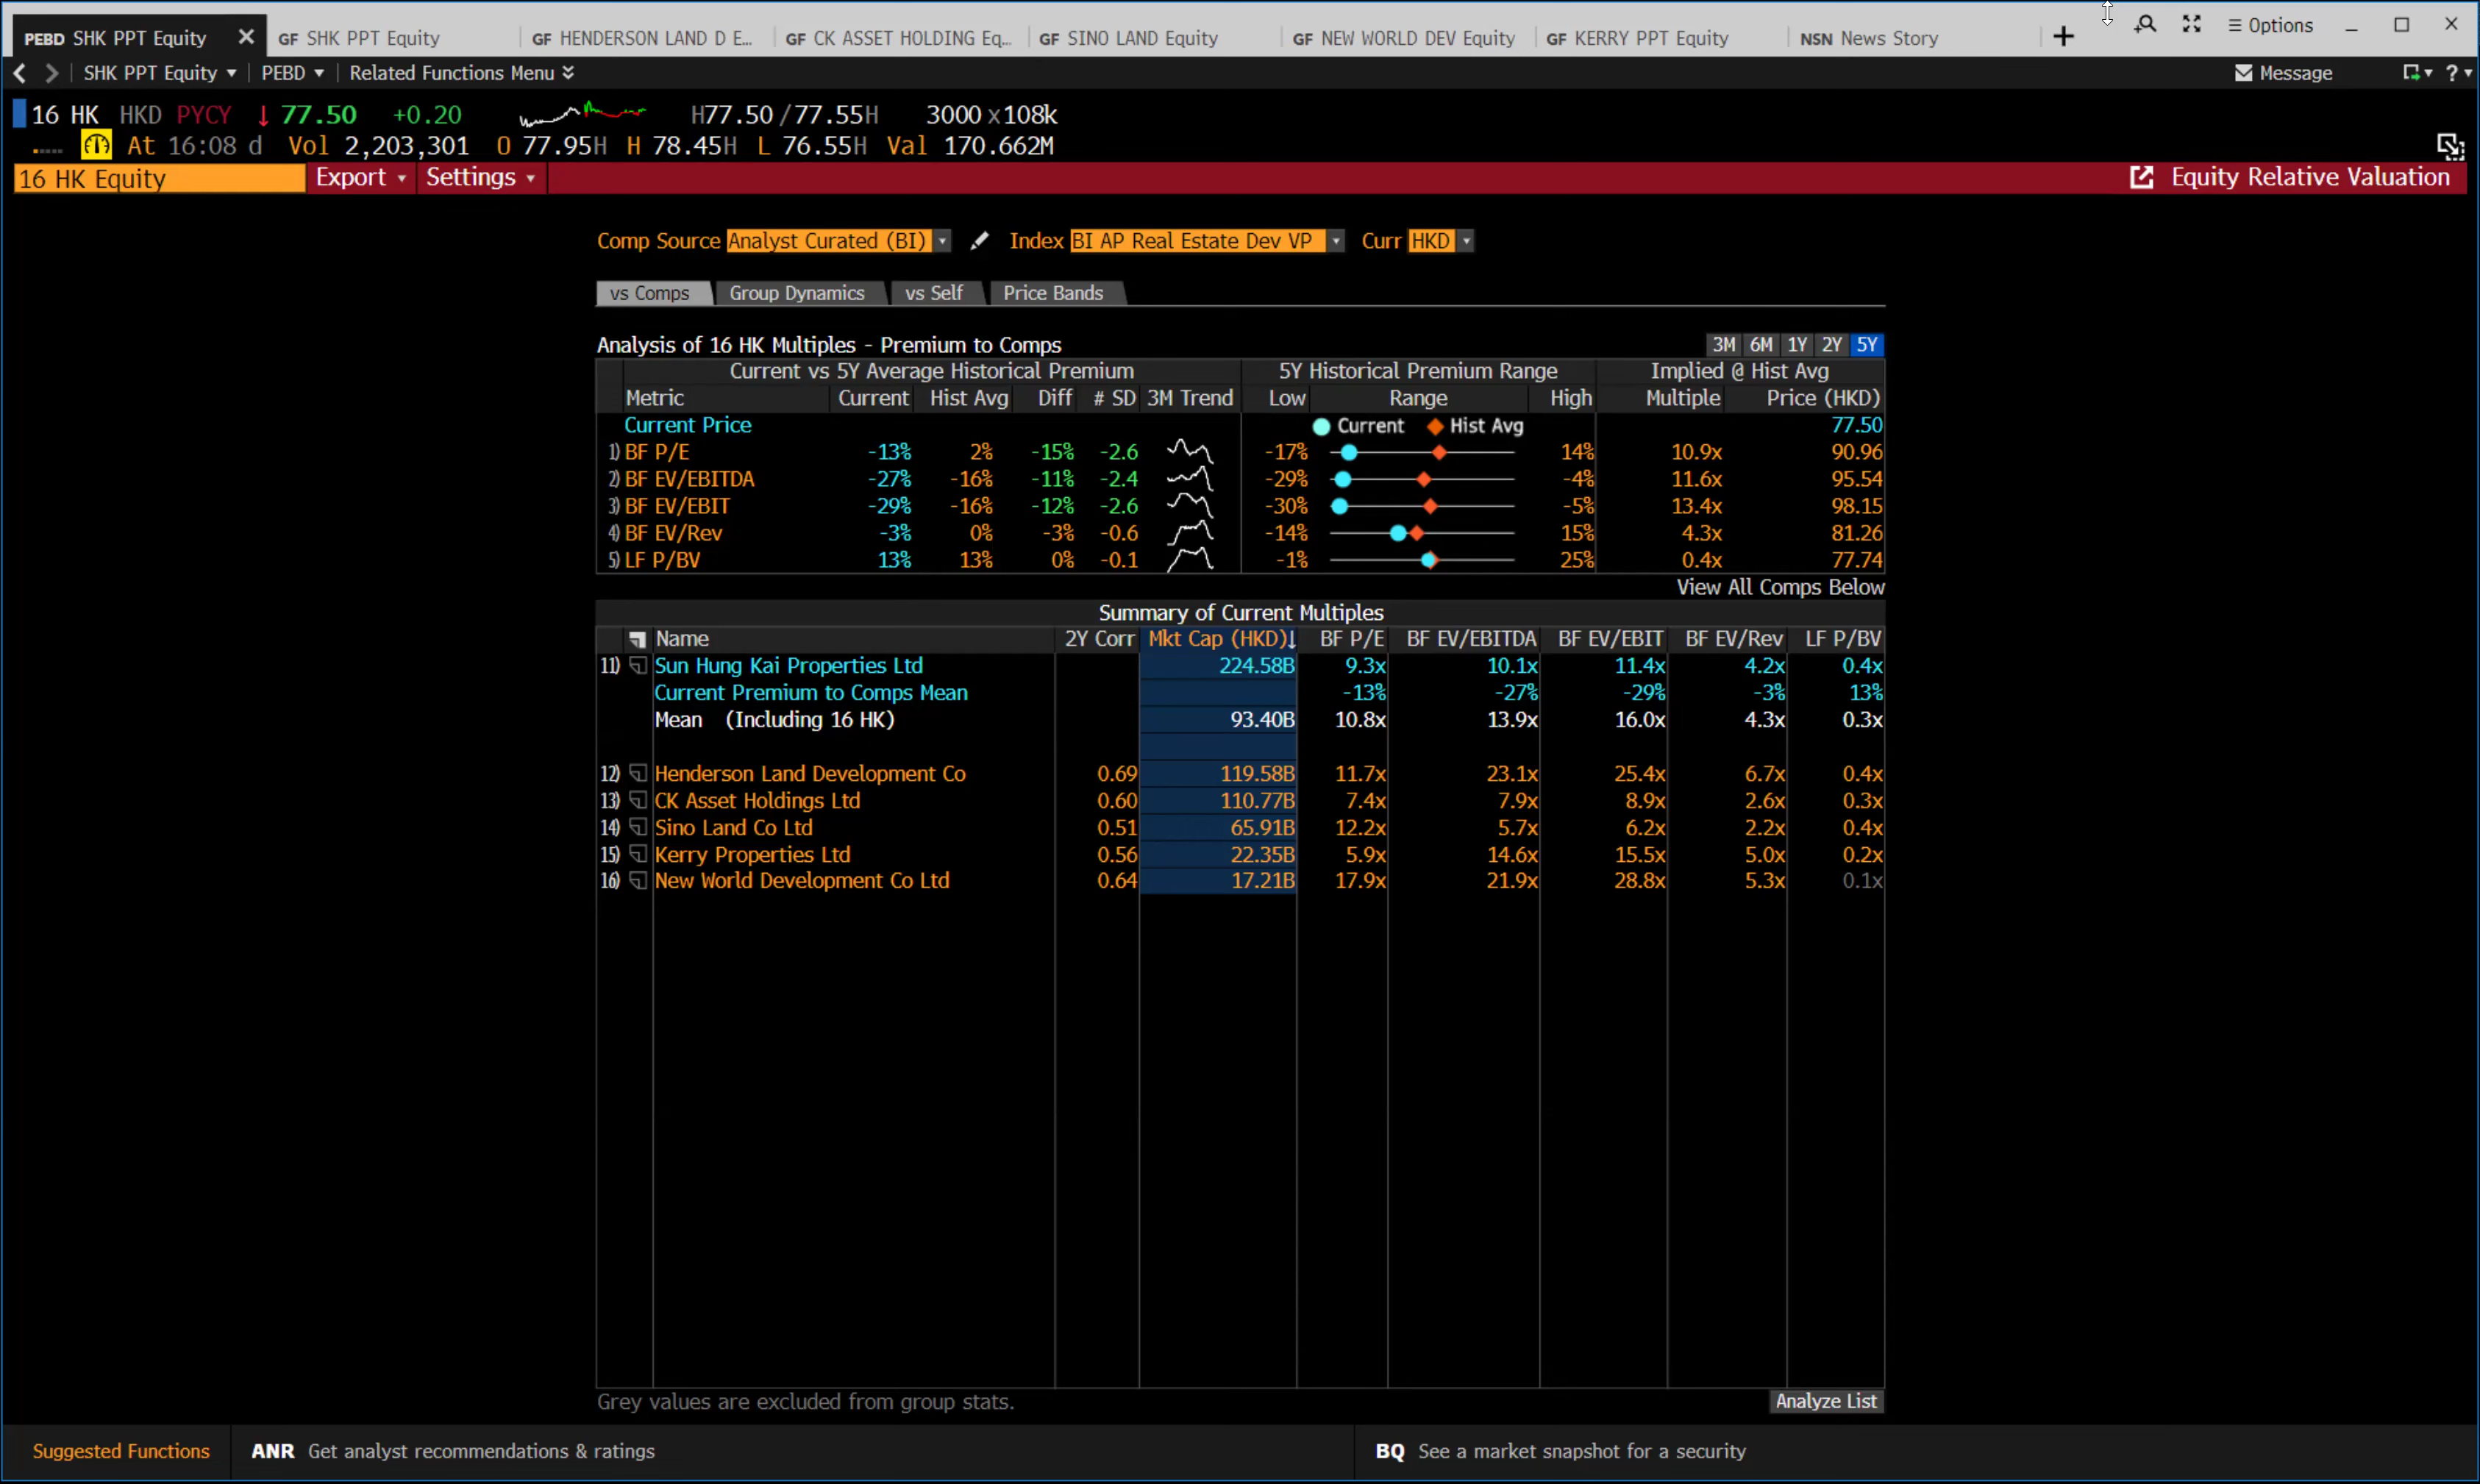 PEBD SHK PPT Equity GF SHK PPT Equity GF HENDERSON LAND D E... GF CK ASSET HOLDING Eq... GF SINO LAND Equity GF NEW WORLD DEV Equity GF KERRY PPT Equity NSN News Story Options
SHK PPT Equity PEBD Related Functions Menu Message ?
16 HK HKD PYCY ↓ 77.50 +0.20 H77.50 /77.55H 3000 x108k
At 16:08 d Vol 2,203,301 O 77.95H H 78.45H L 76.55H Val 170.662M
16 HK Equity Export Settings Equity Relative Valuation
Comp Source Analyst Curated (BI) Index BI AP Real Estate Dev VP Curr HKD
vs Comps Group Dynamics vs Self Price Bands
Analysis of 16 HK Multiples - Premium to Comps 3M 6M 1Y 2Y 5Y
Current vs 5Y Average Historical Premium 5Y Historical Premium Range Implied @ Hist Avg
Metric Current Hist Avg Diff # SD 3M Trend Low Range High Multiple Price (HKD)
Current Price Current Hist Avg 77.50
1) BF P/E -13% 2% -15% -2.6 -17% 14% 10.9x 90.96
2) BF EV/EBITDA -27% -16% -11% -2.4 -29% -4% 11.6x 95.54
3) BF EV/EBIT -29% -16% -12% -2.6 -30% -5% 13.4x 98.15
4) BF EV/Rev -3% 0% -3% -0.6 -14% 15% 4.3x 81.26
5) LF P/BV 13% 13% 0% -0.1 -1% 25% 0.4x 77.74
View All Comps Below
Summary of Current Multiples
Name 2Y Corr Mkt Cap (HKD)↓ BF P/E BF EV/EBITDA BF EV/EBIT BF EV/Rev LF P/BV
11) Sun Hung Kai Properties Ltd 224.58B 9.3x 10.1x 11.4x 4.2x 0.4x
Current Premium to Comps Mean -13% -27% -29% -3% 13%
Mean (Including 16 HK) 93.40B 10.8x 13.9x 16.0x 4.3x 0.3x
12) Henderson Land Development Co 0.69 119.58B 11.7x 23.1x 25.4x 6.7x 0.4x
13) CK Asset Holdings Ltd 0.60 110.77B 7.4x 7.9x 8.9x 2.6x 0.3x
14) Sino Land Co Ltd 0.51 65.91B 12.2x 5.7x 6.2x 2.2x 0.4x
15) Kerry Properties Ltd 0.56 22.35B 5.9x 14.6x 15.5x 5.0x 0.2x
16) New World Development Co Ltd 0.64 17.21B 17.9x 21.9x 28.8x 5.3x 0.1x
Grey values are excluded from group stats. Analyze List
Suggested Functions ANR Get analyst recommendations & ratings BQ See a market snapshot for a security